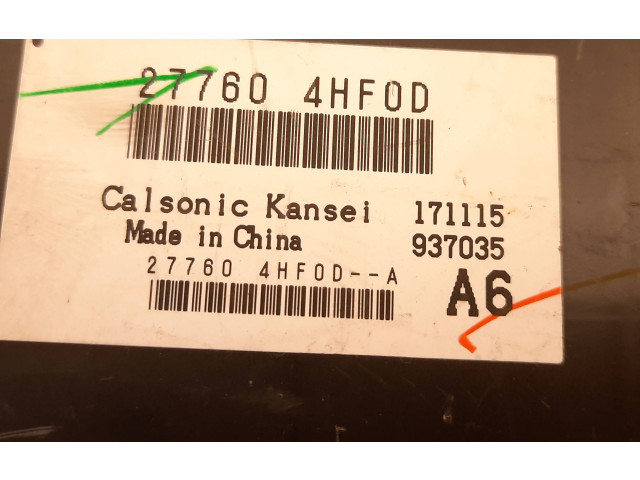 27760 4HF0D
Calsonic Kansei 171115
Made in China 937035
27760 4HF0D--A
A6